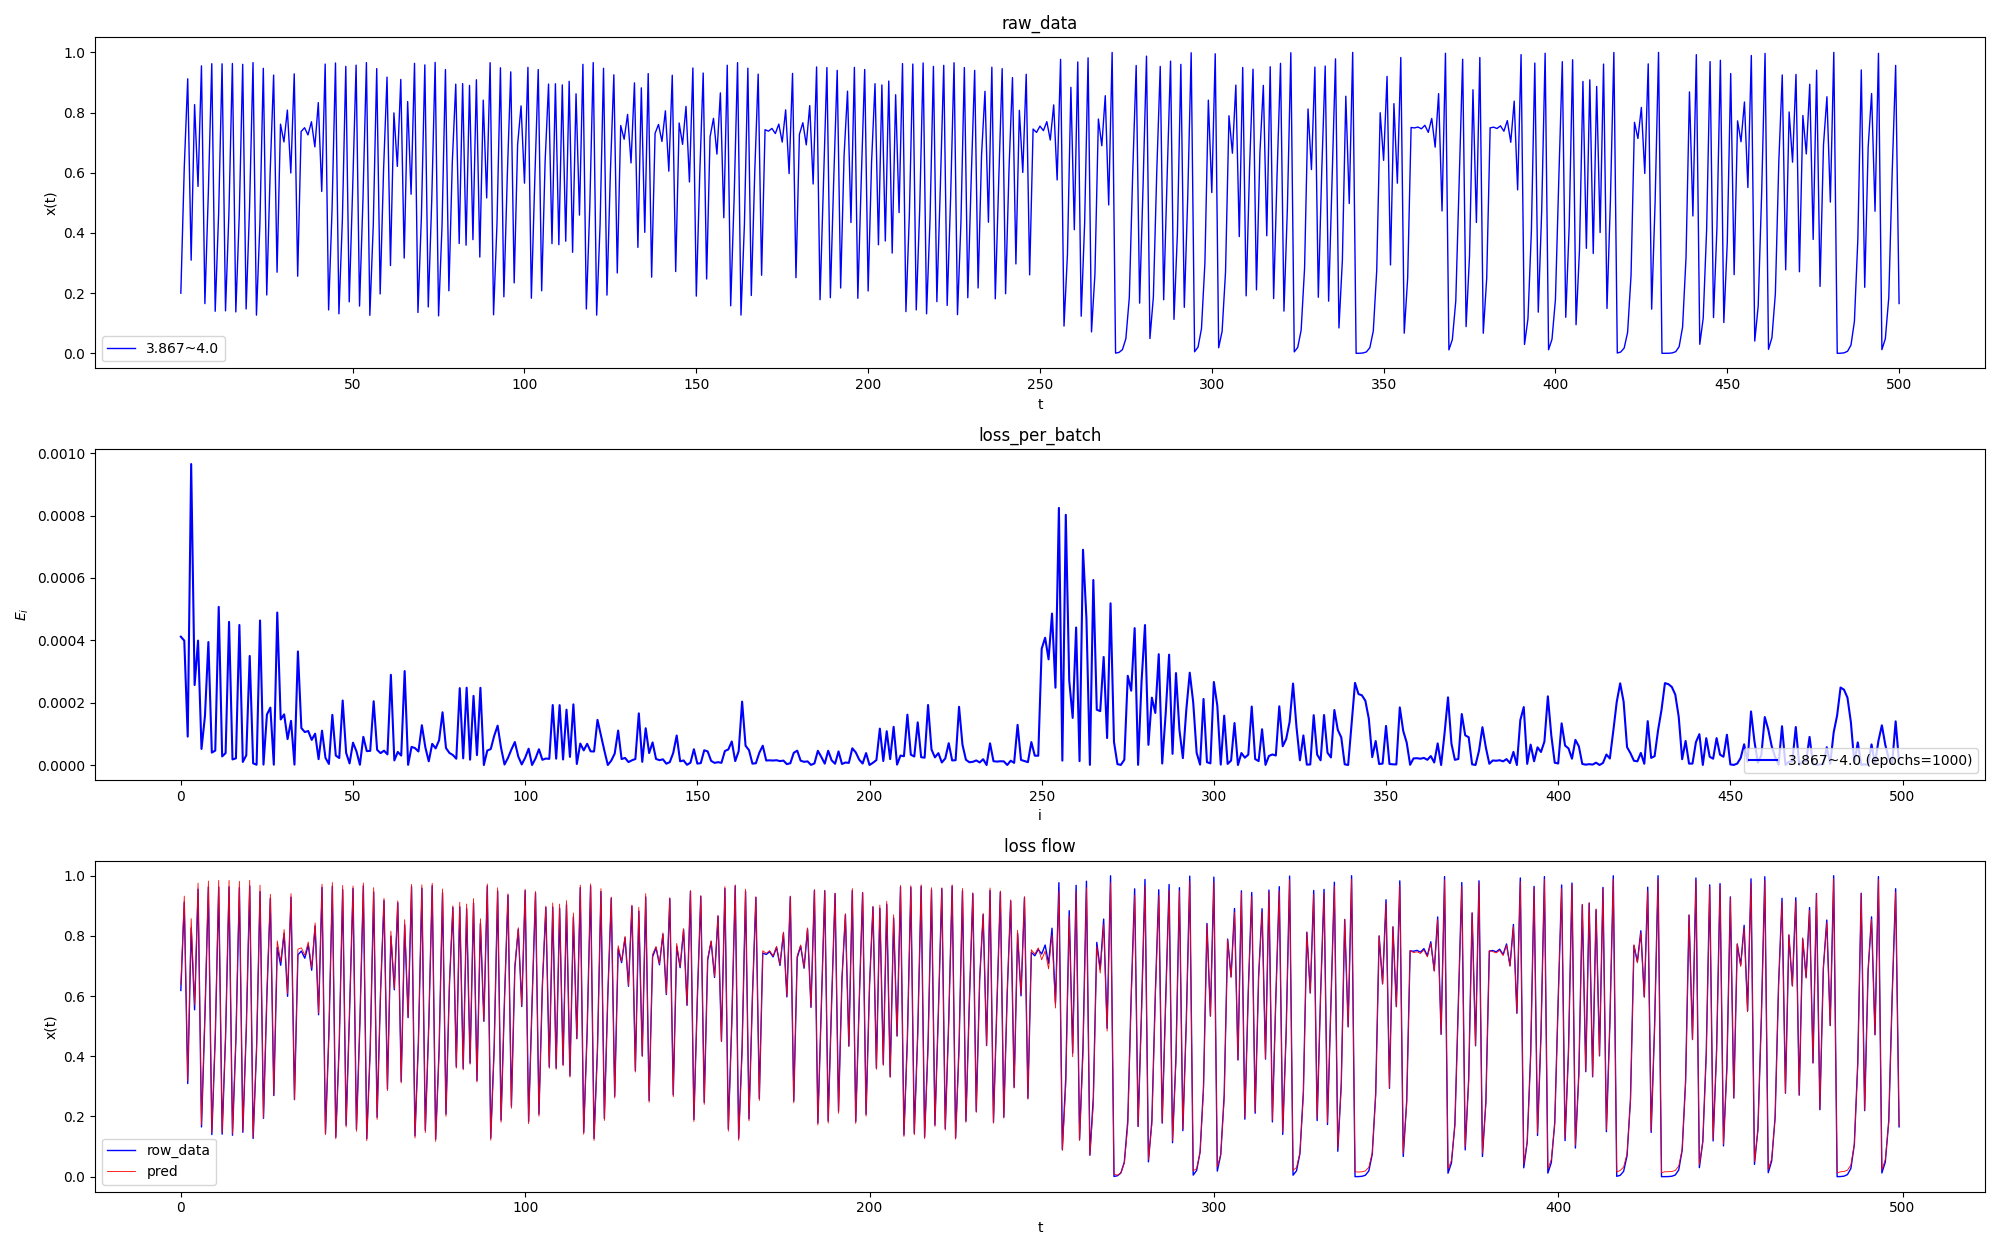 raw_data
1.0
0.8
0.6
0.4
0.2
0.0
x(t)
3.867~4.0
50 100 150 200 250 300 350 400 450 500
t
loss_per_batch
0.0010
0.0008
0.0006
0.0004
0.0002
0.0000
E_i
3.867~4.0 (epochs=1000)
0 50 100 150 200 250 300 350 400 450 500
i
loss flow
1.0
0.8
0.6
0.4
0.2
0.0
x(t)
row_data
pred
0 100 200 300 400 500
t